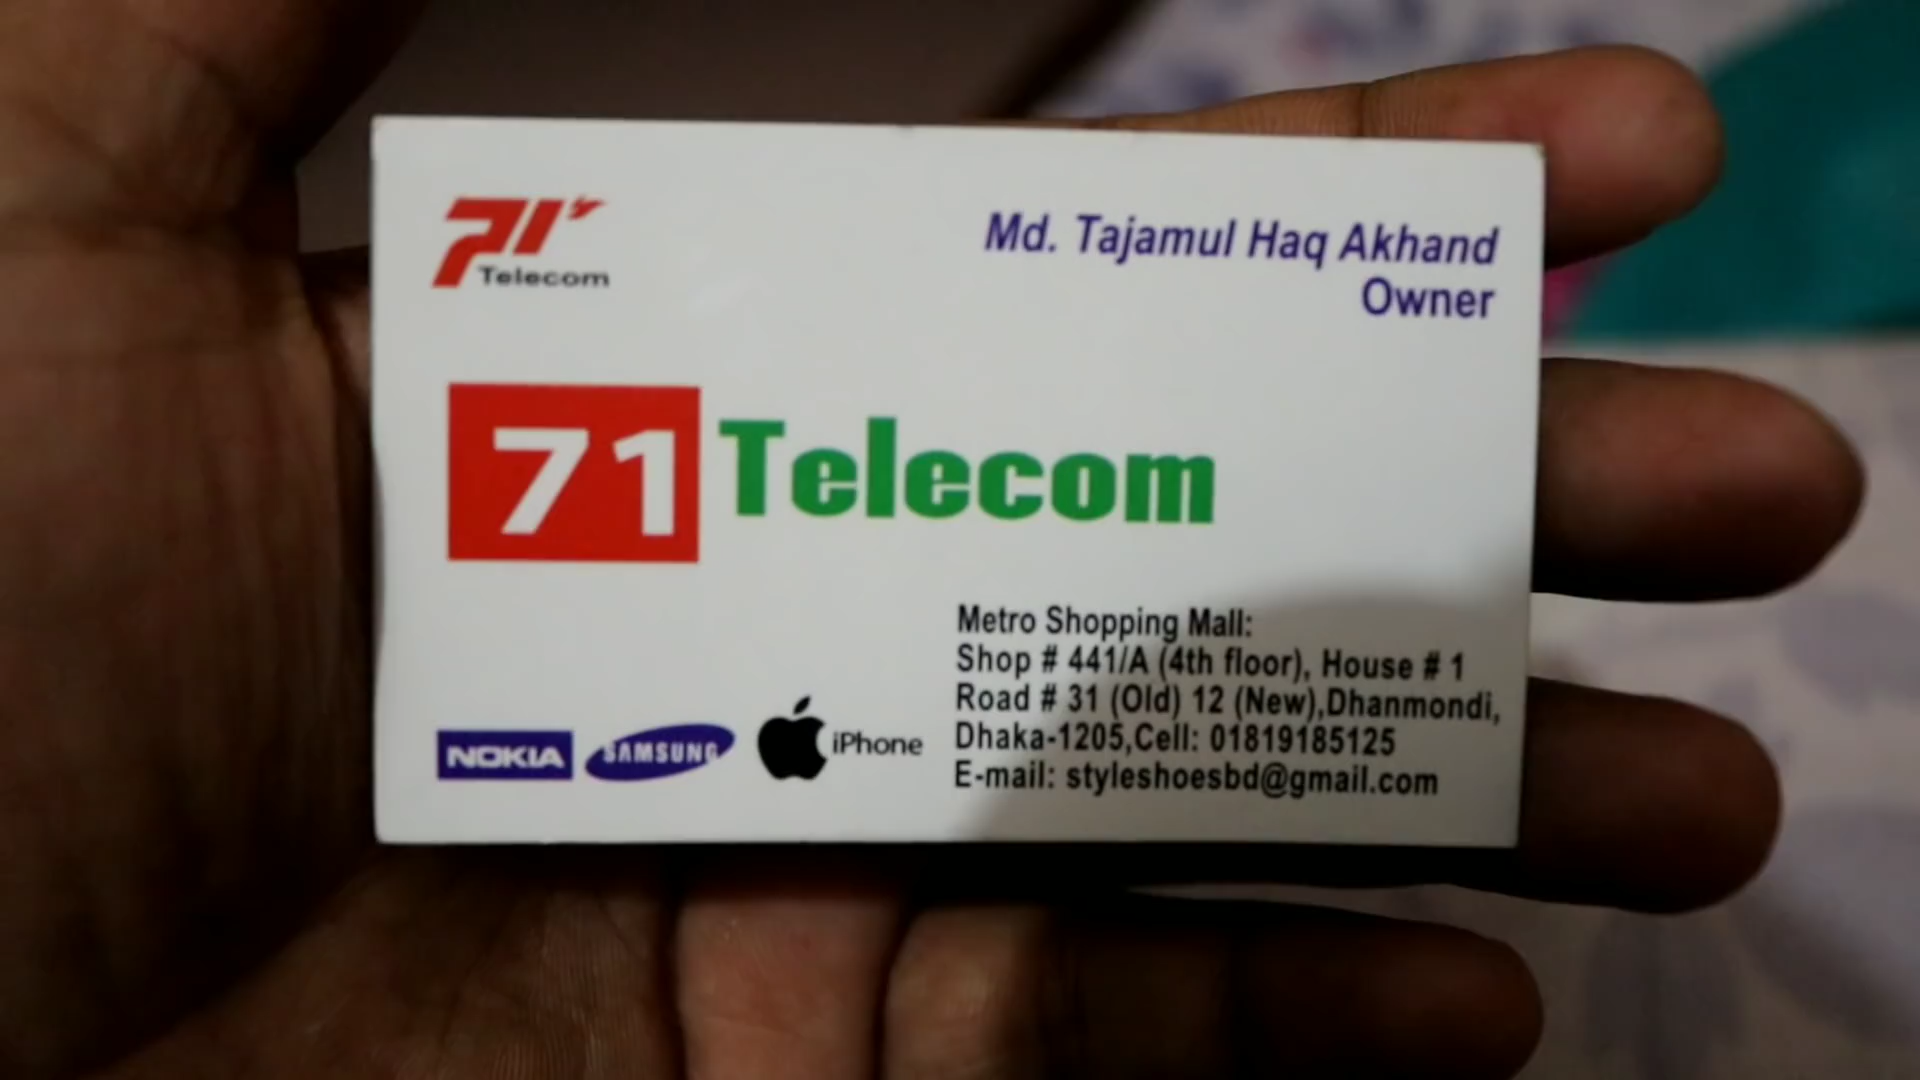 71
Telecom
Md. Tajamul Haq Akhand
Owner
71 Telecom
Metro Shopping Mall:
Shop # 441/A (4th floor), House # 1
Road # 31 (Old) 12 (New),Dhanmondi,
Dhaka-1205,Cell: 01819185125
E-mail: styleshoesbd@gmail.com
NOKIA SAMSUNG iPhone